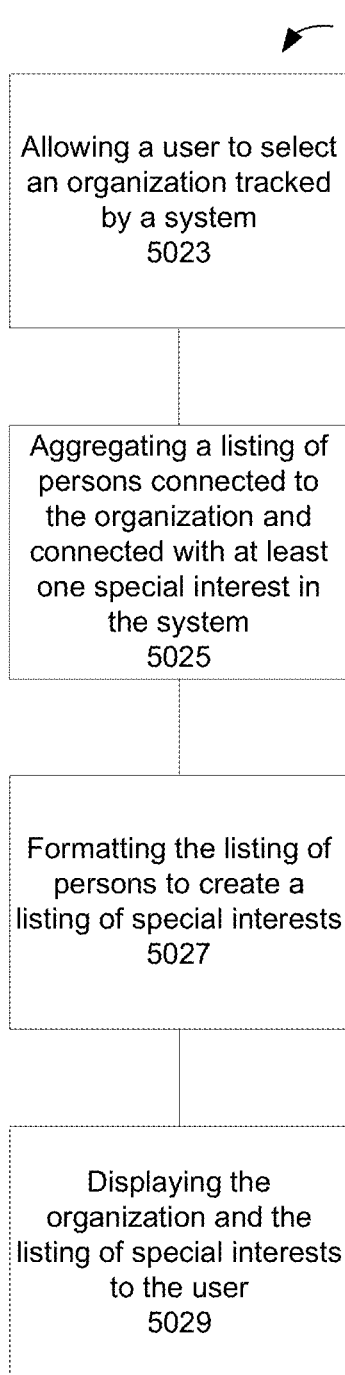 Allowing a user to select
an organization tracked
by a system
5023
Aggregating a listing of
persons connected to
the organization and
connected with at least
one special interest in
the system
5025
Formatting the listing of
persons to create a
listing of special interests
5027
Displaying the
organization and the
listing of special interests
to the user
5029